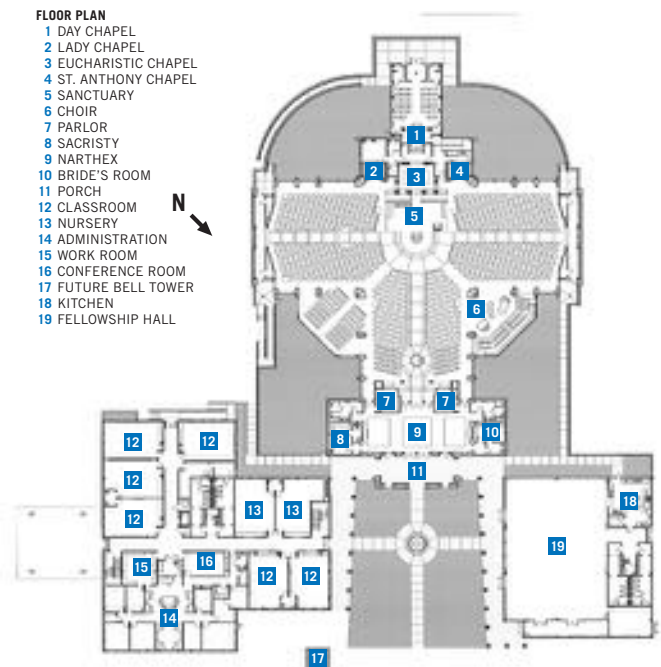 FLOOR PLAN
1 DAY CHAPEL
2 LADY CHAPEL
3 EUCHARISTIC CHAPEL
4 ST. ANTHONY CHAPEL
5 SANCTUARY
6 CHOIR
7 PARLOR
8 SACRISTY
9 NARTHEX
10 BRIDE'S ROOM
11 PORCH
12 CLASSROOM
13 NURSERY
14 ADMINISTRATION
15 WORK ROOM
16 CONFERENCE ROOM
17 FUTURE BELL TOWER
18 KITCHEN
19 FELLOWSHIP HALL
N
1
2
3
4
5
6
7
7
8
9
10
11
12
12
12
12
13
13
18
19
15
16
12
12
14
17